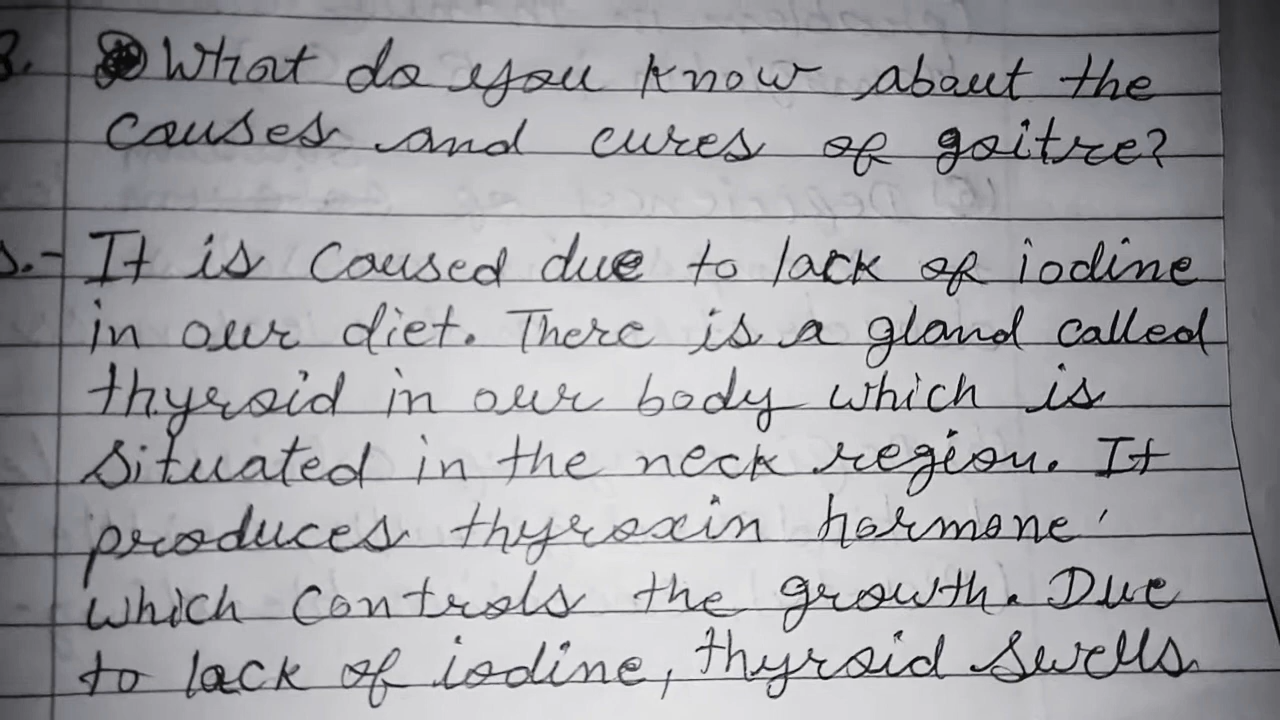 3. What do you know about the
causes and cures of goitre?
s.- It is caused due to lack of iodine
in our diet. There is a gland called
thyroid in our body which is
situated in the neck region. It
produces thyroxin hormone
which controls the growth. Due
to lack of iodine, thyroid swells